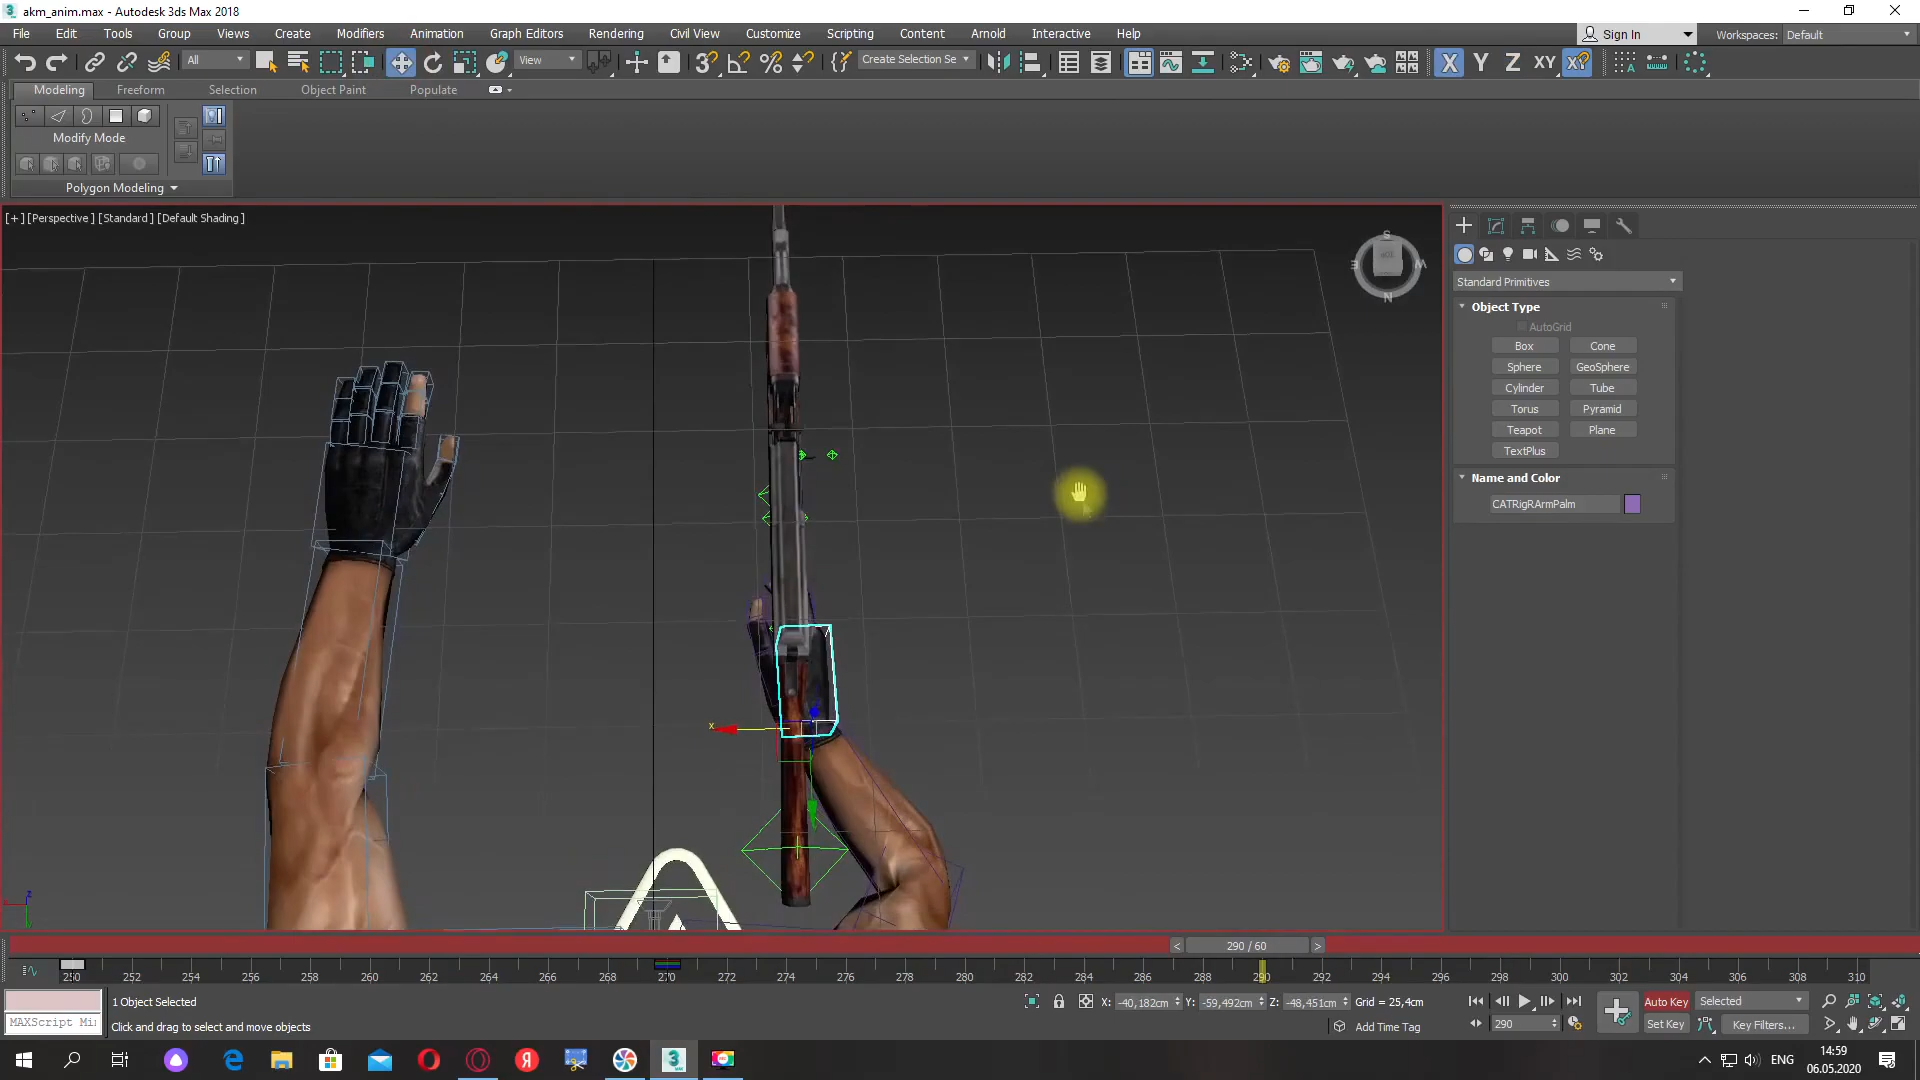 akm_anim.max - Autodesk 3ds Max 2018
File Edit Tools Group Views Create Modifiers Animation Graph Editors Rendering Civil View Customize Scripting Content Arnold Interactive Help Sign In Workspaces: Default
All View Create Selection Se X Y Z XY
Modeling Freeform Selection Object Paint Populate
Modify Mode
Polygon Modeling
[+] [Perspective] [Standard] [Default Shading]
S
E W
N
Standard Primitives
Object Type
AutoGrid
Box Cone
Sphere GeoSphere
Cylinder Tube
Torus Pyramid
Teapot Plane
TextPlus
Name and Color
CATRigRArmPalm
x
z
< 290 / 60 >
250 252 254 256 258 260 262 264 266 268 270 272 274 276 278 280 282 284 286 288 290 292 294 296 298 300 302 304 306 308 310
1 Object Selected X: -40,182cm Y: -59,492cm Z: -48,451cm Grid = 25,4cm Auto Key Selected
MAXScript Mi Click and drag to select and move objects Add Time Tag 290 Set Key Key Filters...
ENG 14:59
06.05.2020